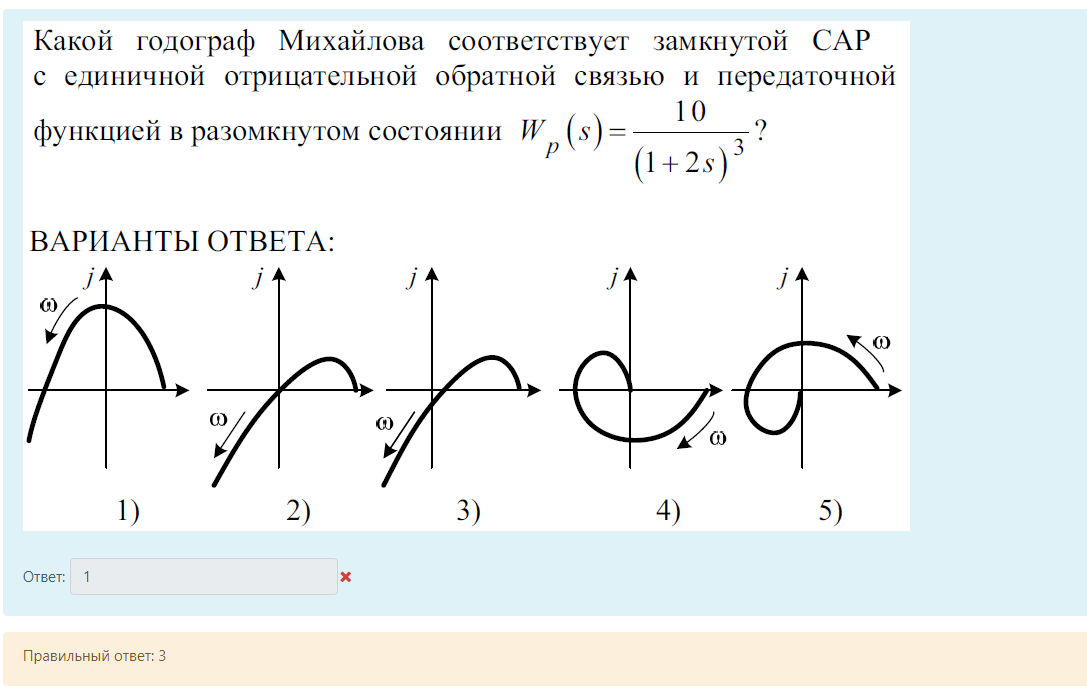 Какой годограф Михайлова соответствует замкнутой САР
с единичной отрицательной обратной связью и передаточной
функцией в разомкнутом состоянии W_p(s)=10/(1+2s)^3?
ВАРИАНТЫ ОТВЕТА:
j j j j j
ω ω ω ω ω
1) 2) 3) 4) 5)
Ответ: 1
Правильный ответ: 3